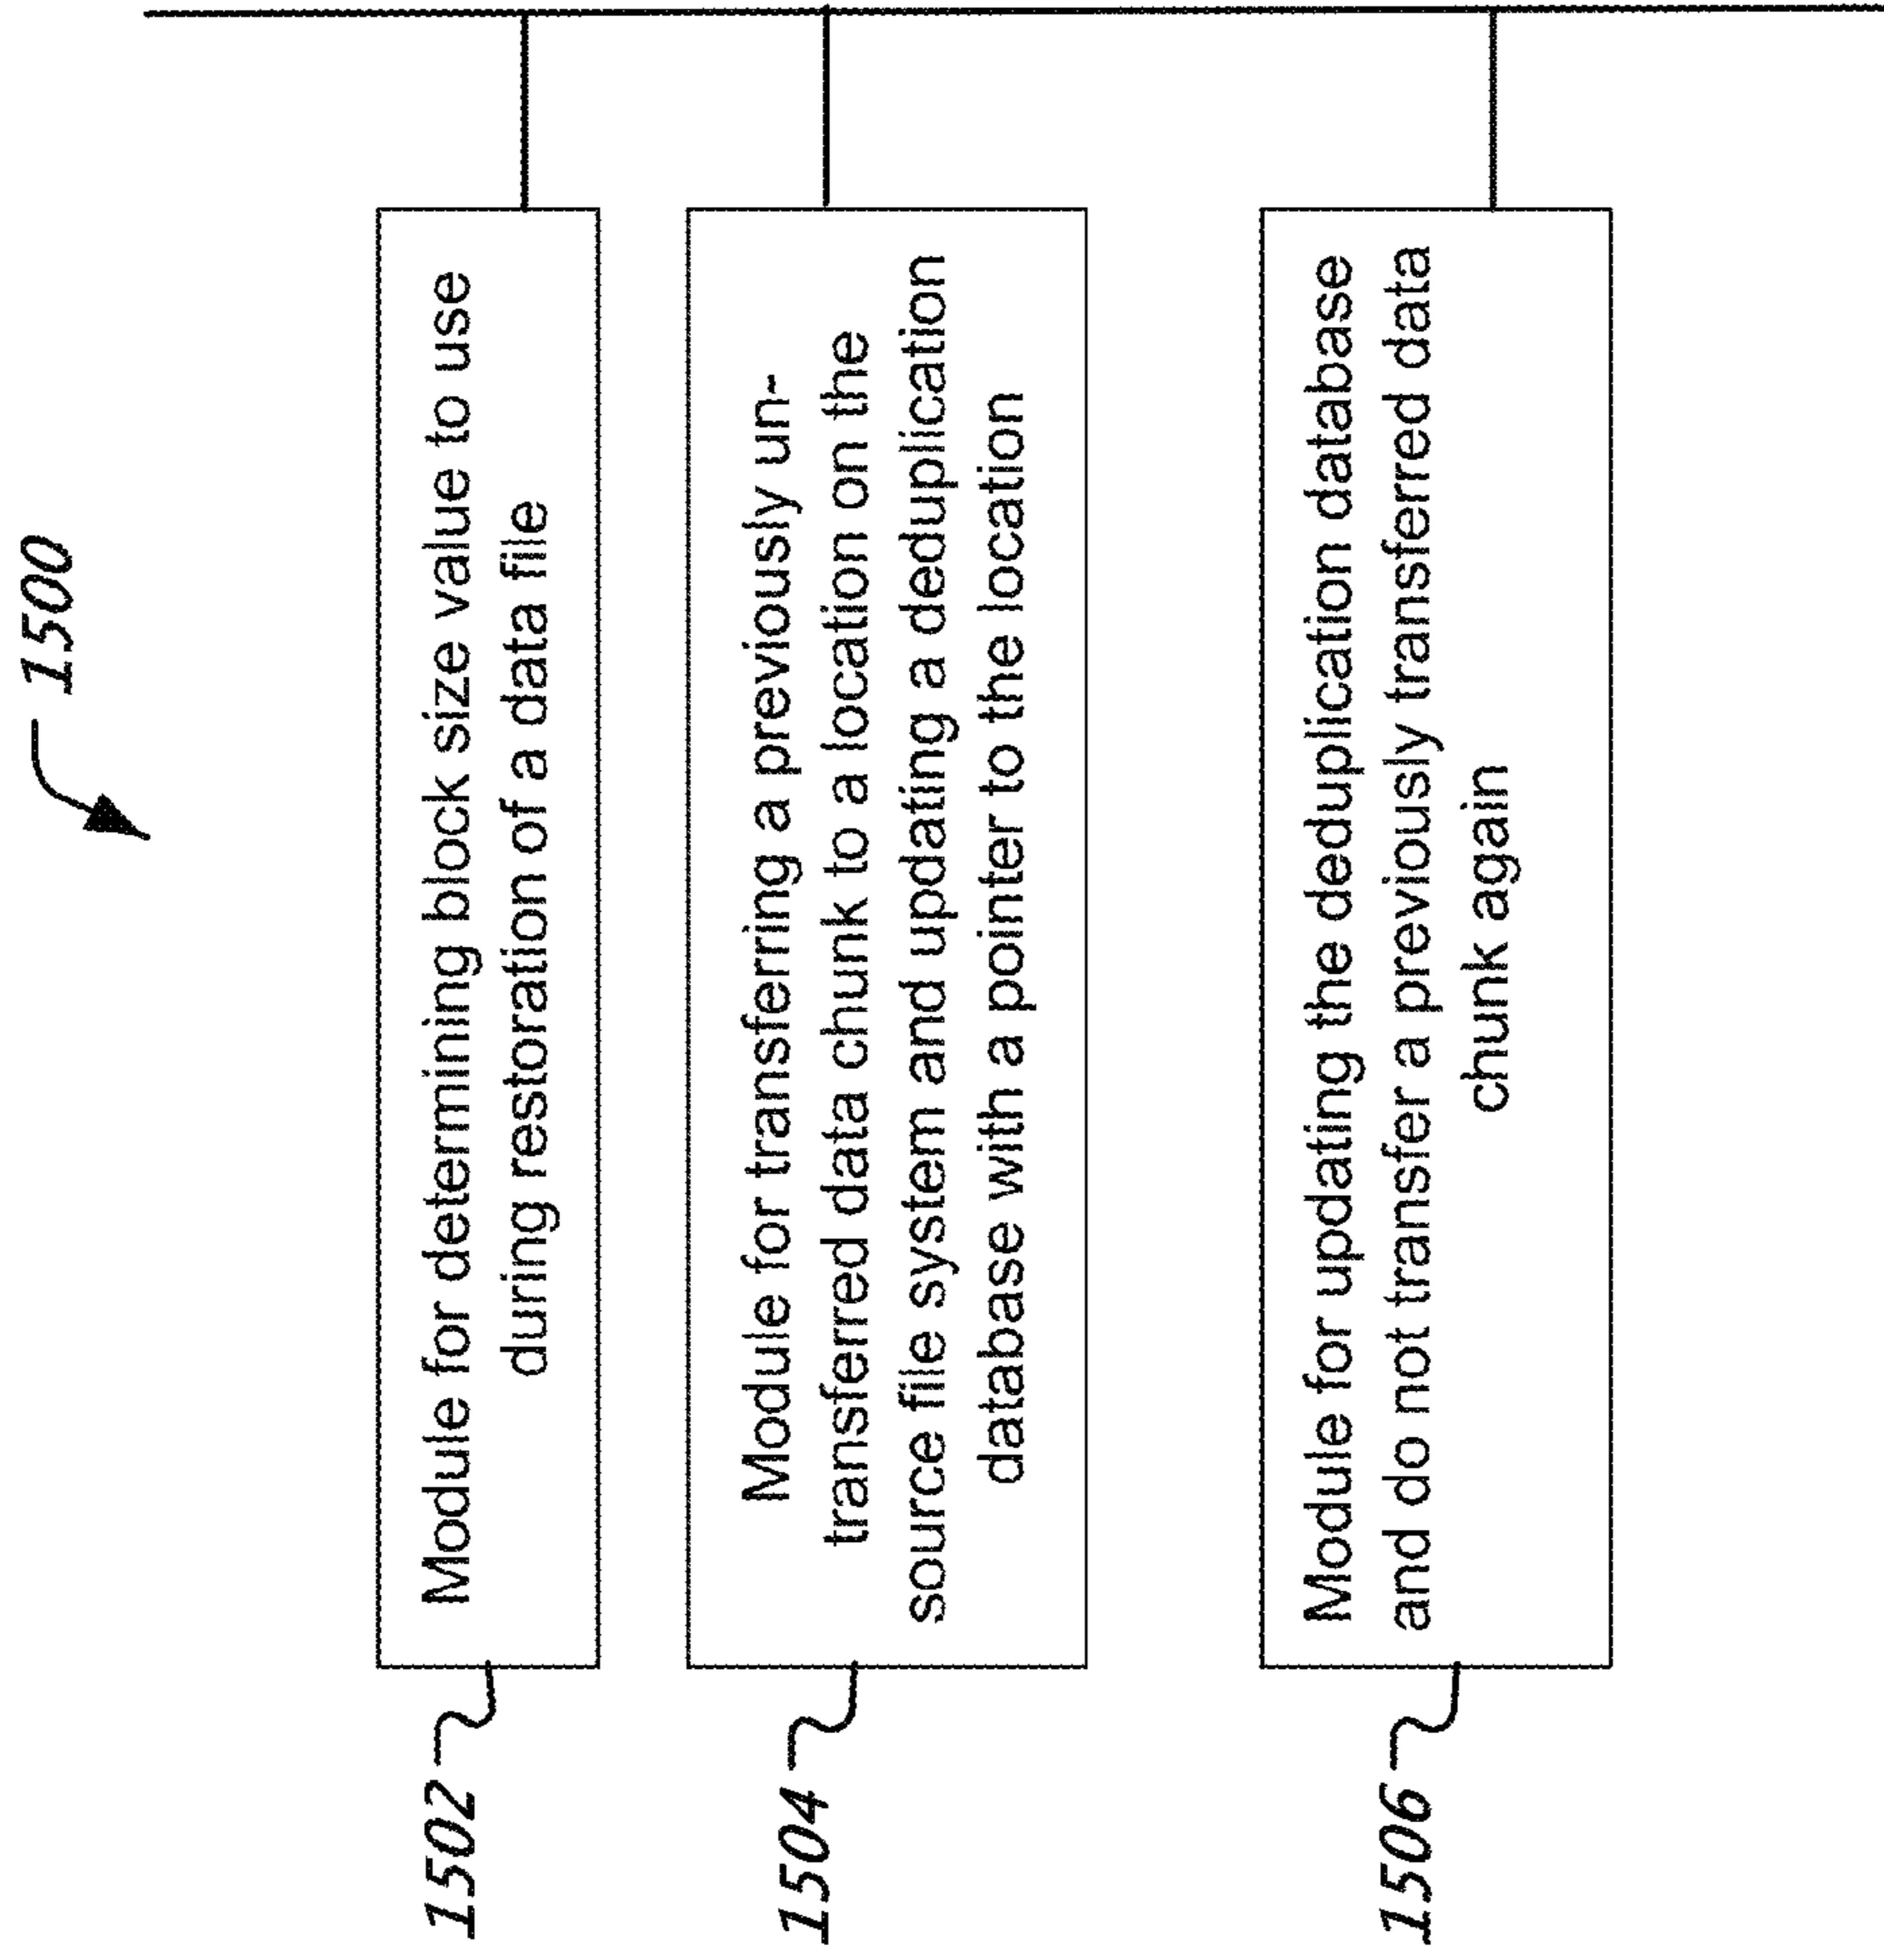 1500
1502
Module for determining block size value to use
during restoration of a data file
1504
Module for transferring a previously un-
transferred data chunk to a location on the
source file system and updating a deduplication
database with a pointer to the location
1506
Module for updating the deduplication database
and do not transfer a previously transferred data
chunk again